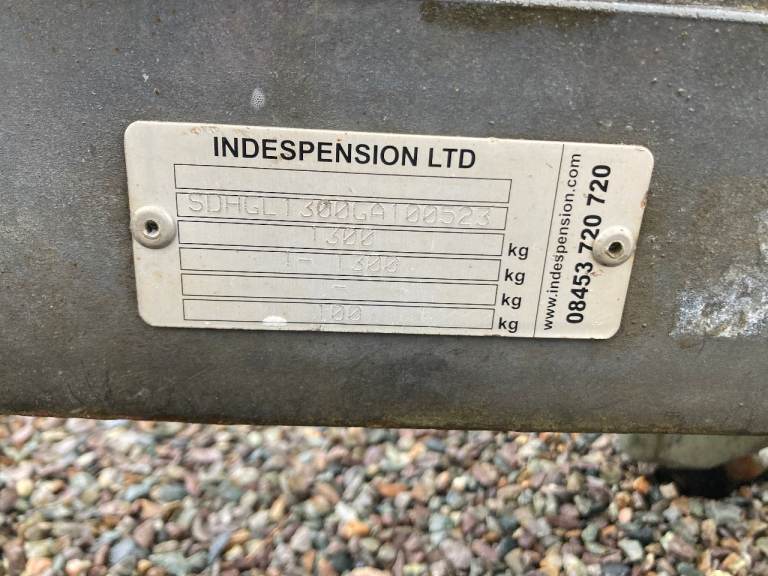 INDESPENSION LTD
SDHGL1300GA100523
1300 kg
1- 1300 kg
- kg
100 kg
www.indespension.com
08453 720 720